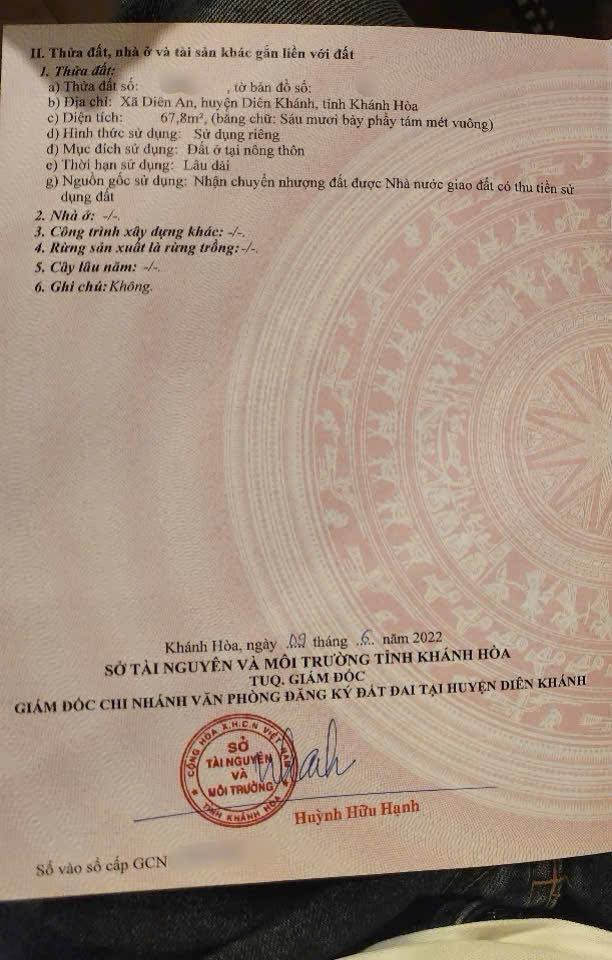 II. Thửa đất, nhà ở và tài sản khác gắn liền với đất
1. Thửa đất:
a) Thửa đất số: , tờ bản đồ số:
b) Địa chỉ: Xã Diên An, huyện Diên Khánh, tỉnh Khánh Hòa
c) Diện tích: 67,8m², (bằng chữ: Sáu mươi bảy phẩy tám mét vuông)
d) Hình thức sử dụng: Sử dụng riêng
đ) Mục đích sử dụng: Đất ở tại nông thôn
e) Thời hạn sử dụng: Lâu dài
g) Nguồn gốc sử dụng: Nhận chuyển nhượng đất được Nhà nước giao đất có thu tiền sử
dụng đất
2. Nhà ở: -/-.
3. Công trình xây dựng khác: -/-.
4. Rừng sản xuất là rừng trồng: -/-.
5. Cây lâu năm: -/-.
6. Ghi chú: Không.
Khánh Hòa, ngày 09 tháng 6 năm 2022
SỞ TÀI NGUYÊN VÀ MÔI TRƯỜNG TỈNH KHÁNH HÒA
TUQ. GIÁM ĐỐC
GIÁM ĐỐC CHI NHÁNH VĂN PHÒNG ĐĂNG KÝ ĐẤT ĐAI TẠI HUYỆN DIÊN KHÁNH
CỘNG HÒA X.H.C.N VIỆT NAM
SỞ
TÀI NGUYÊN
VÀ
MÔI TRƯỜNG
TỈNH KHÁNH HÒA
Huỳnh Hữu Hạnh
Số vào sổ cấp GCN